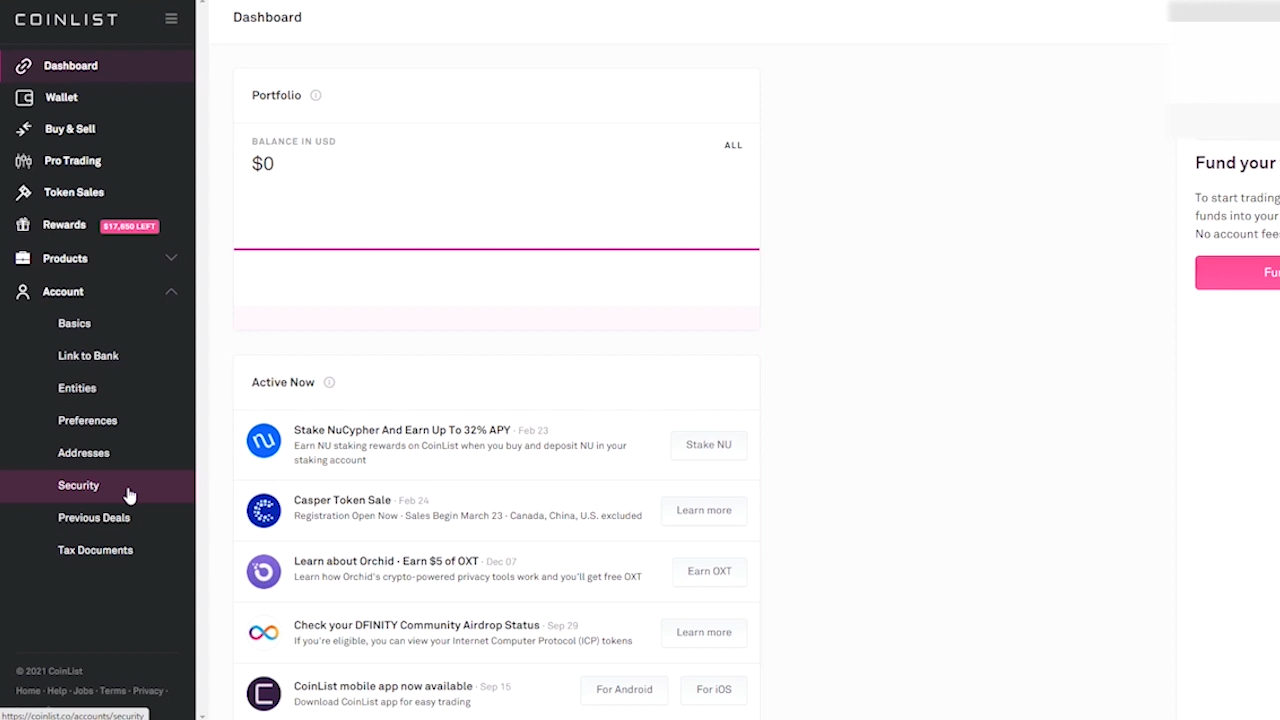 COINLIST
Dashboard
Wallet
Buy & Sell
Pro Trading
Token Sales
Rewards $17,850 LEFT
Products
Account
Basics
Link to Bank
Entities
Preferences
Addresses
Security
Previous Deals
Tax Documents
© 2021 CoinList
Home · Help · Jobs · Terms · Privacy ·
https://coinlist.co/accounts/security
Dashboard
Portfolio
BALANCE IN USD
ALL
$0
Active Now
Stake NuCypher And Earn Up To 32% APY · Feb 23
Earn NU staking rewards on CoinList when you buy and deposit NU in your
staking account
Stake NU
Casper Token Sale · Feb 24
Registration Open Now · Sales Begin March 23 · Canada, China, U.S. excluded
Learn more
Learn about Orchid · Earn $5 of OXT · Dec 07
Learn how Orchid's crypto-powered privacy tools work and you'll get free OXT
Earn OXT
Check your DFINITY Community Airdrop Status · Sep 29
If you're eligible, you can view your Internet Computer Protocol (ICP) tokens
Learn more
CoinList mobile app now available · Sep 15
Download CoinList app for easy trading
For Android
For iOS
Fund your
To start trading
funds into your
No account fee
Fu